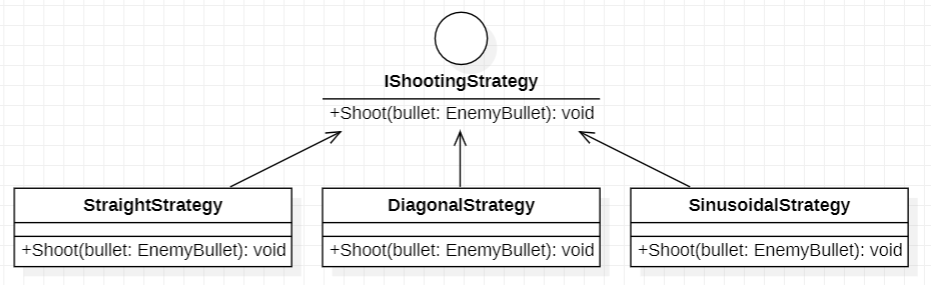 IShootingStrategy
+Shoot(bullet: EnemyBullet): void
StraightStrategy
+Shoot(bullet: EnemyBullet): void
DiagonalStrategy
+Shoot(bullet: EnemyBullet): void
SinusoidalStrategy
+Shoot(bullet: EnemyBullet): void